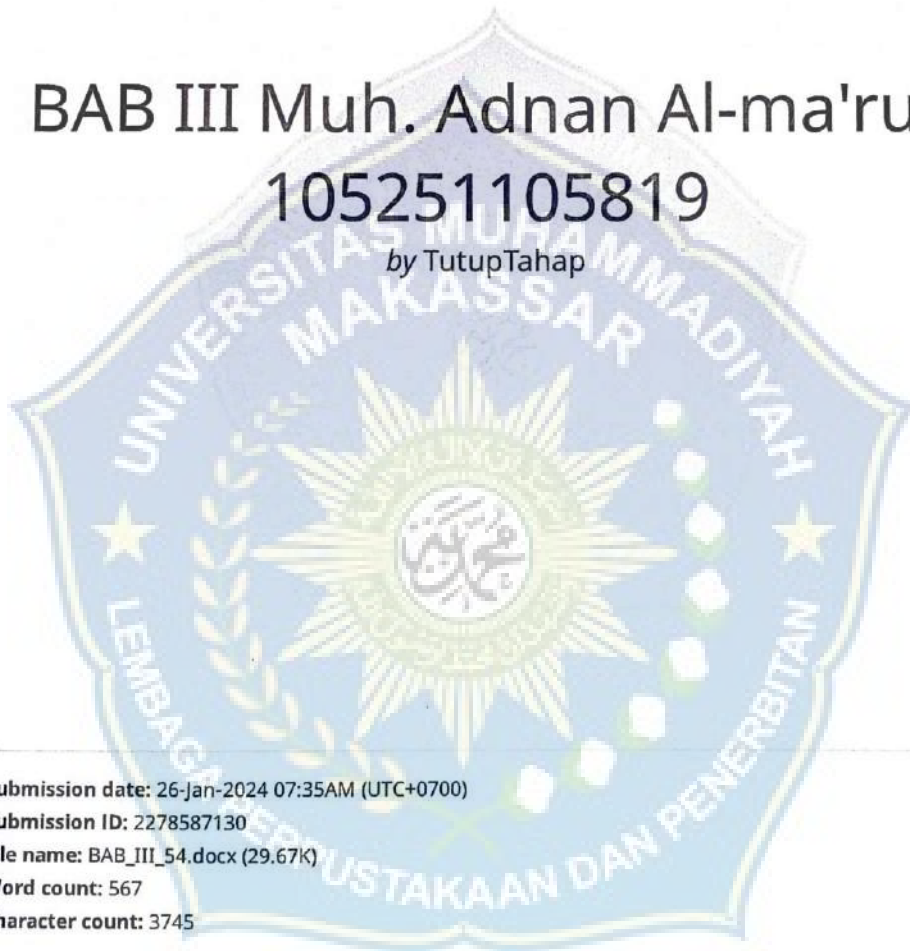 BAB III Muh. Adnan Al-ma'ru
105251105819
by TutupTahap
UNIVERSITAS MUHAMMADIYAH
MAKASSAR
LEMBAGA PERPUSTAKAAN DAN PENERBITAN
ubmission date: 26-Jan-2024 07:35AM (UTC+0700)
ubmission ID: 2278587130
le name: BAB_III_54.docx (29.67K)
ord count: 567
haracter count: 3745